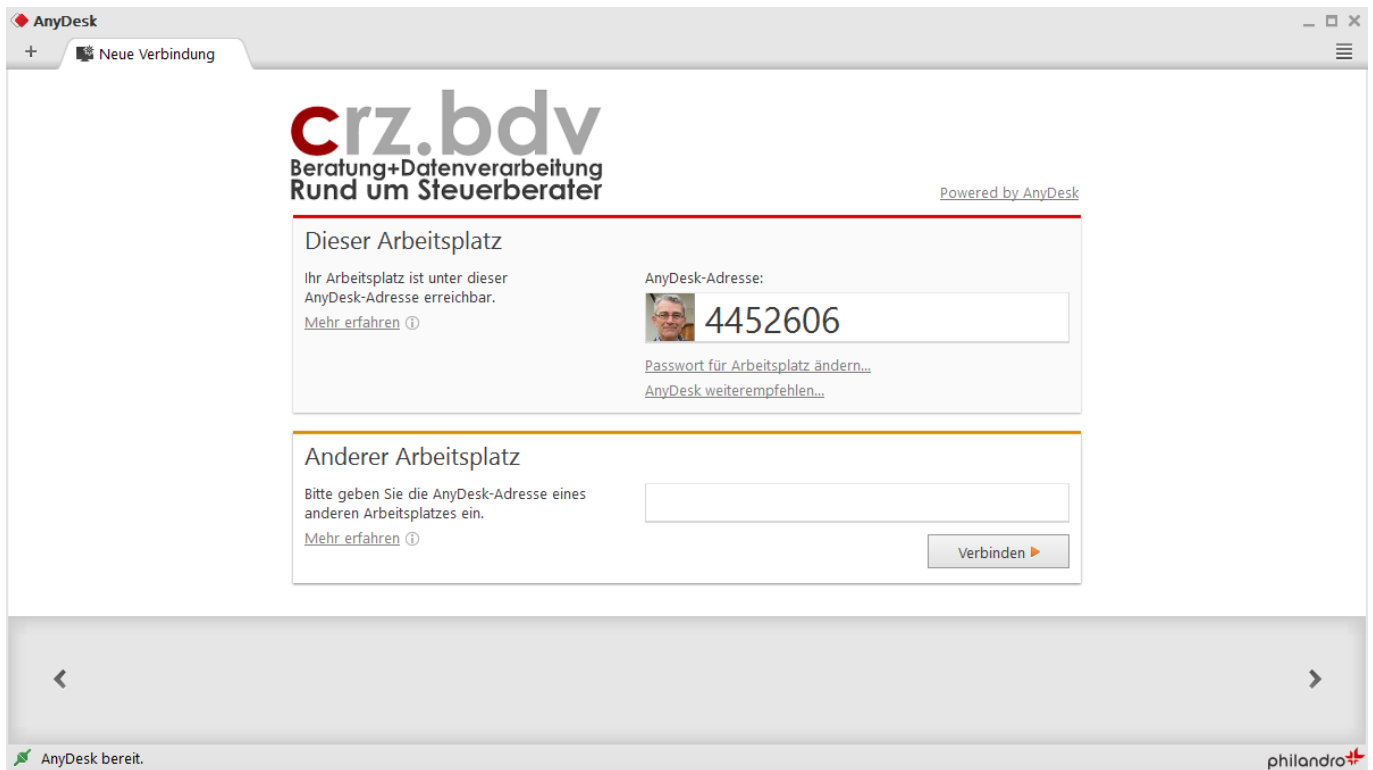 AnyDesk
Neue Verbindung
crz.bdv
Beratung+Datenverarbeitung
Rund um Steuerberater
Powered by AnyDesk
Dieser Arbeitsplatz
Ihr Arbeitsplatz ist unter dieser
AnyDesk-Adresse erreichbar.
Mehr erfahren
AnyDesk-Adresse:
4452606
Passwort für Arbeitsplatz ändern...
AnyDesk weiterempfehlen...
Anderer Arbeitsplatz
Bitte geben Sie die AnyDesk-Adresse eines
anderen Arbeitsplatzes ein.
Mehr erfahren
Verbinden
AnyDesk bereit.
philandro